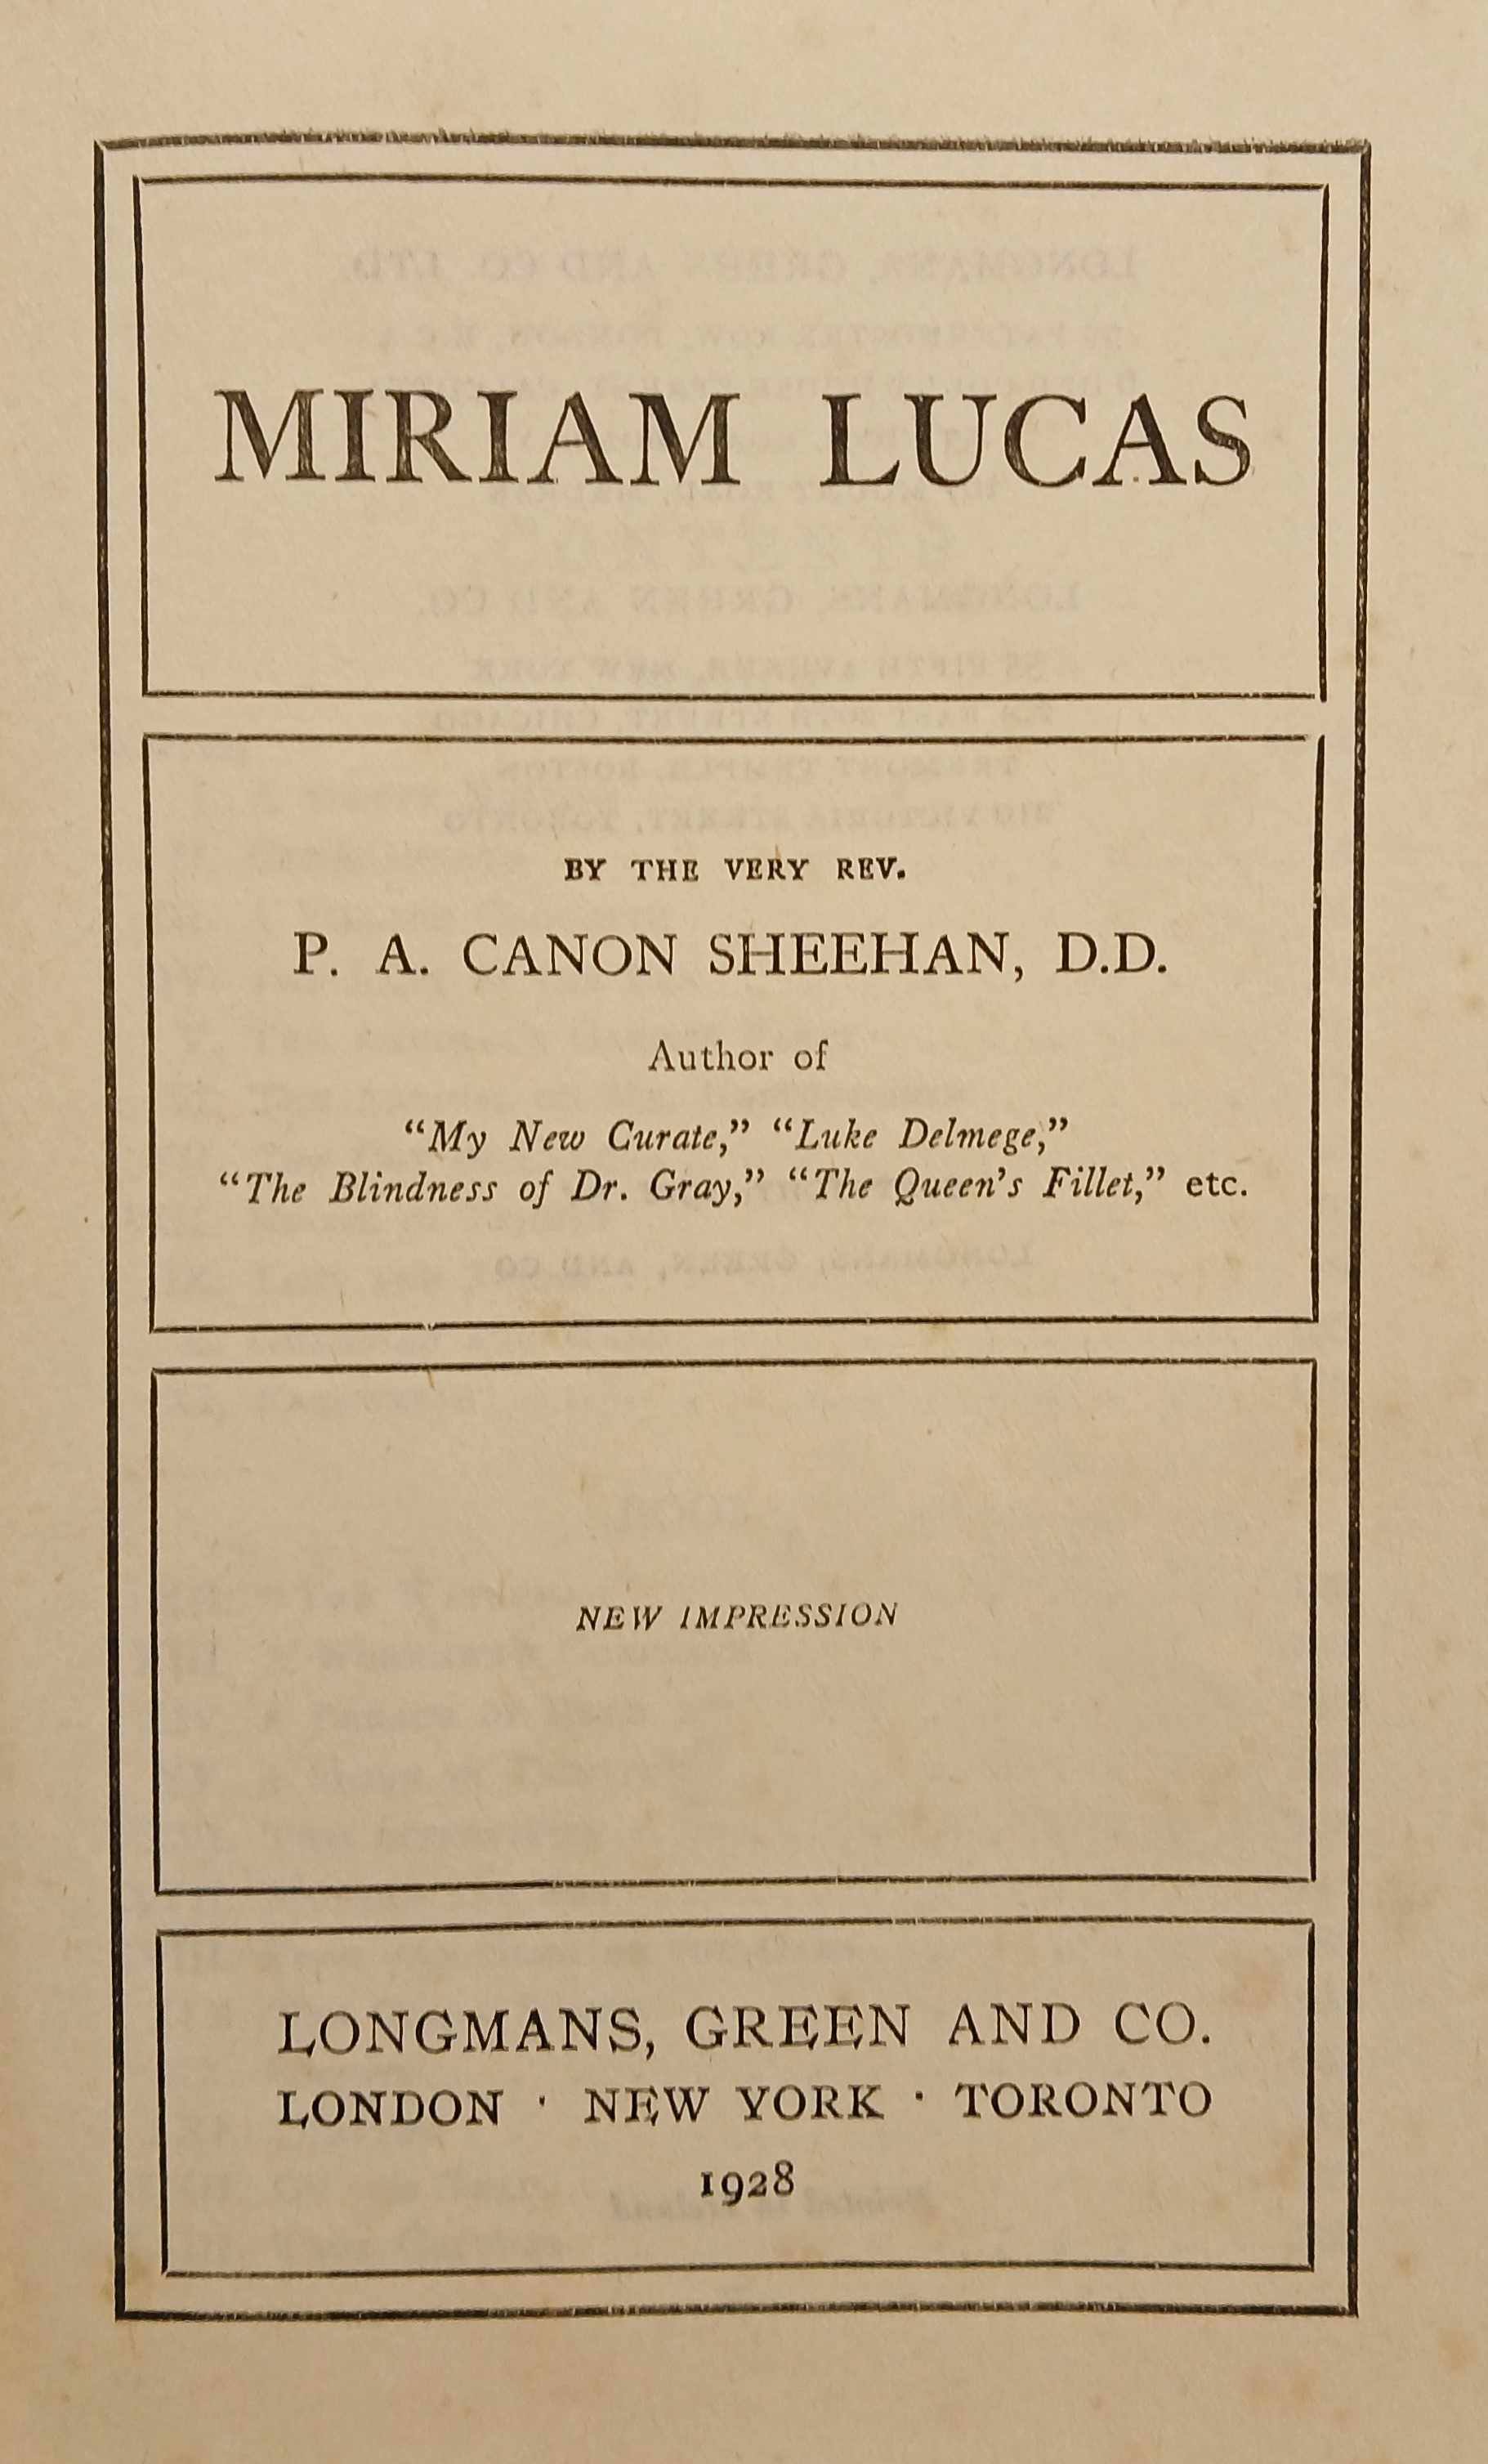 MIRIAM LUCAS
BY THE VERY REV.
P. A. CANON SHEEHAN, D.D.
Author of
“My New Curate,” “Luke Delmege,”
“The Blindness of Dr. Gray,” “The Queen’s Fillet,” etc.
NEW IMPRESSION
LONGMANS, GREEN AND CO.
LONDON · NEW YORK · TORONTO
1928